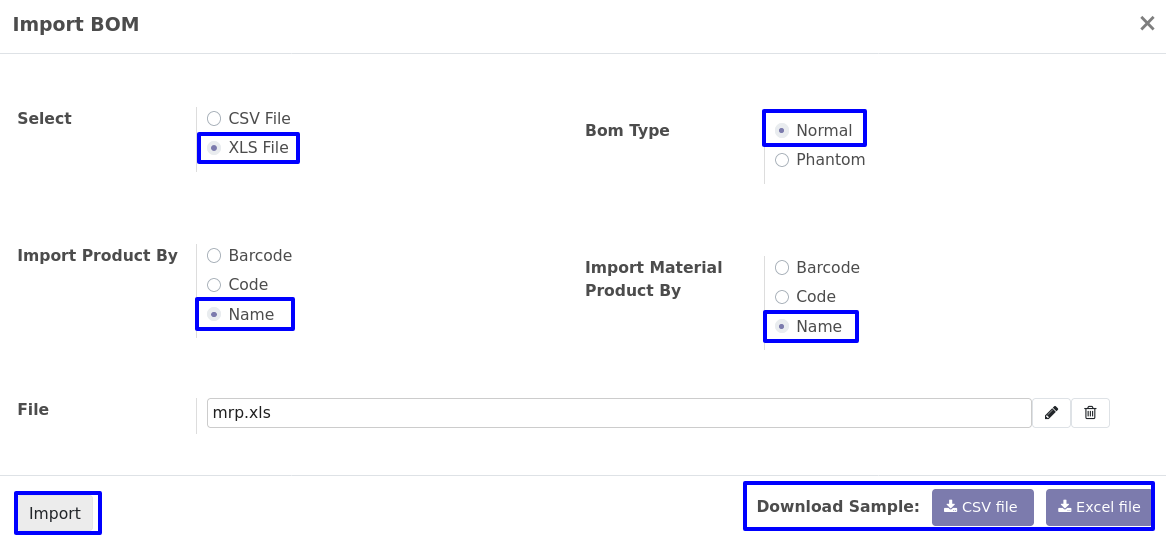 Import BOM
Select
CSV File
XLS File
Bom Type
Normal
Phantom
Import Product By
Barcode
Code
Name
Import Material
Product By
Barcode
Code
Name
File
mrp.xls
Import
Download Sample:
CSV file
Excel file